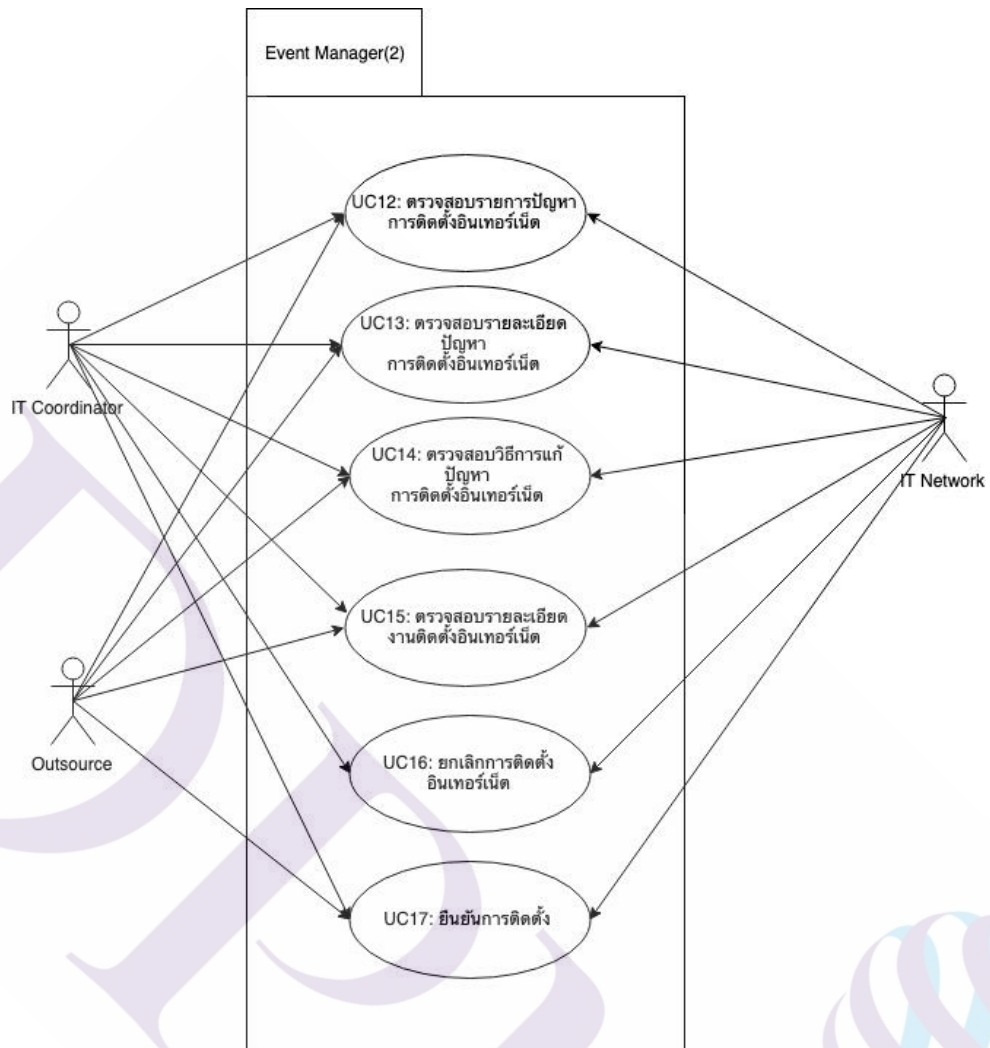 Event Manager(2)
UC12: ตรวจสอบรายการปัญหา
การติดตั้งอินเทอร์เน็ต
UC13: ตรวจสอบรายละเอียด
ปัญหา
การติดตั้งอินเทอร์เน็ต
IT Coordinator
UC14: ตรวจสอบวิธีการแก้
ปัญหา
การติดตั้งอินเทอร์เน็ต
IT Network
UC15: ตรวจสอบรายละเอียด
งานติดตั้งอินเทอร์เน็ต
Outsource
UC16: ยกเลิกการติดตั้ง
อินเทอร์เน็ต
UC17: ยืนยันการติดตั้ง